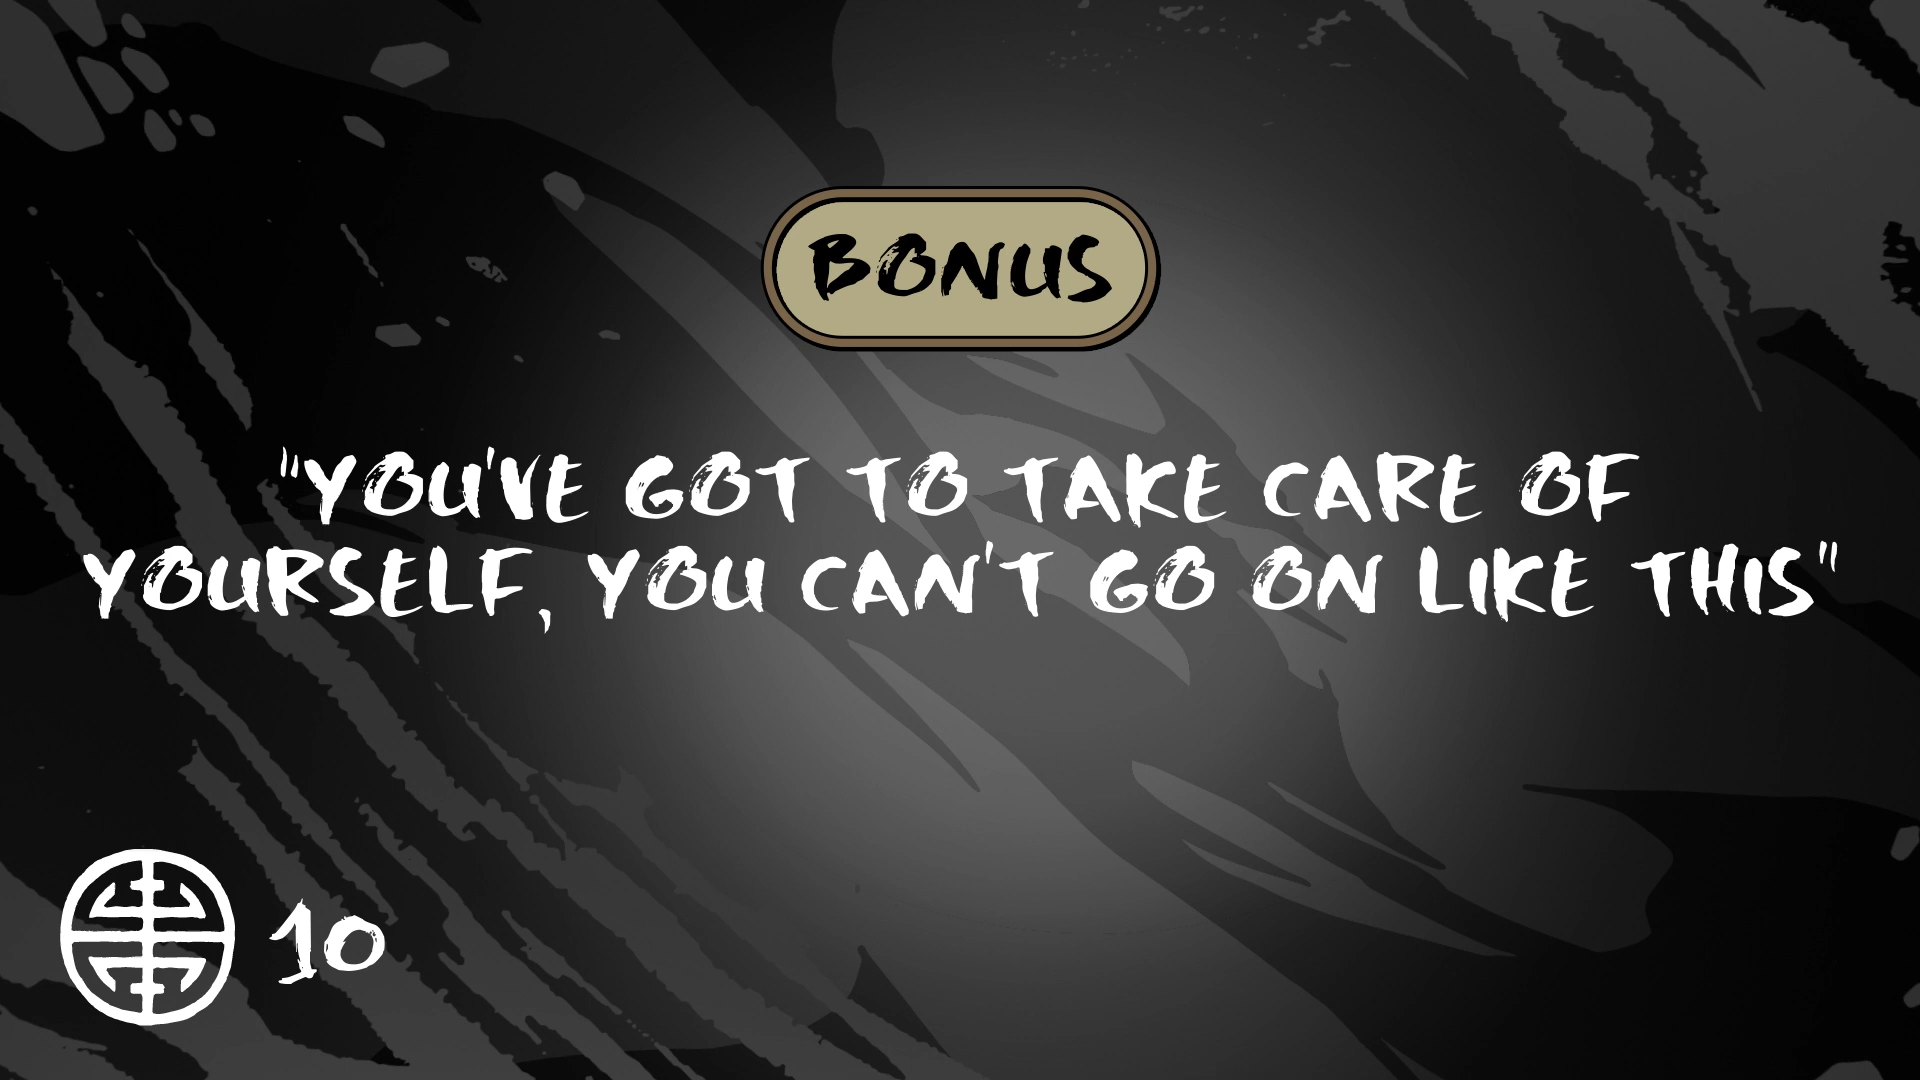 BONUS
"YOU'VE GOT TO TAKE CARE OF
YOURSELF, YOU CAN'T GO ON LIKE THIS"
10